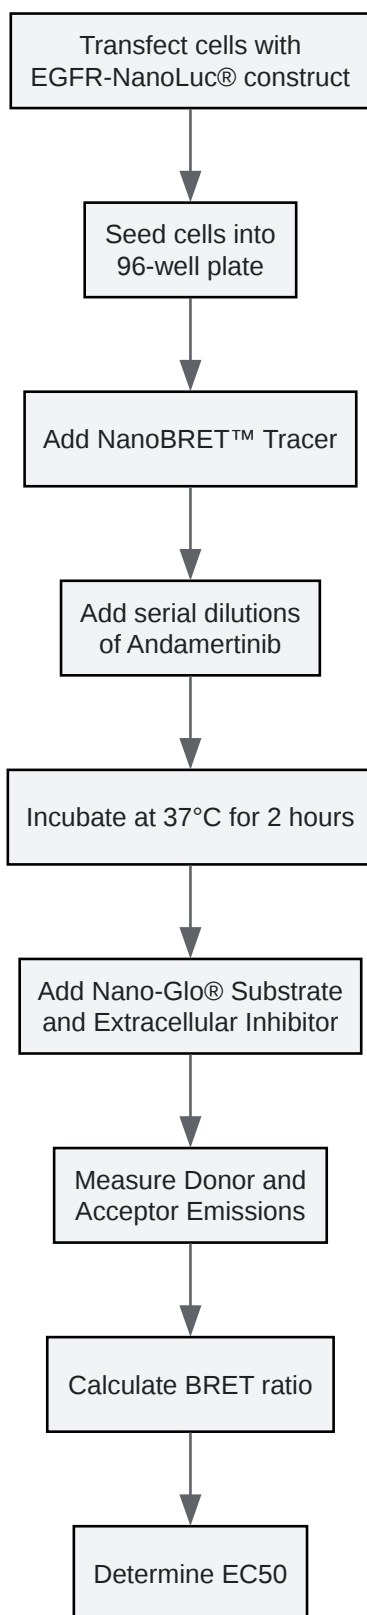 Transfect cells with
EGFR-NanoLuc® construct
Seed cells into
96-well plate
Add NanoBRET™ Tracer
Add serial dilutions
of Andamertinib
Incubate at 37°C for 2 hours
Add Nano-Glo® Substrate
and Extracellular Inhibitor
Measure Donor and
Acceptor Emissions
Calculate BRET ratio
Determine EC50